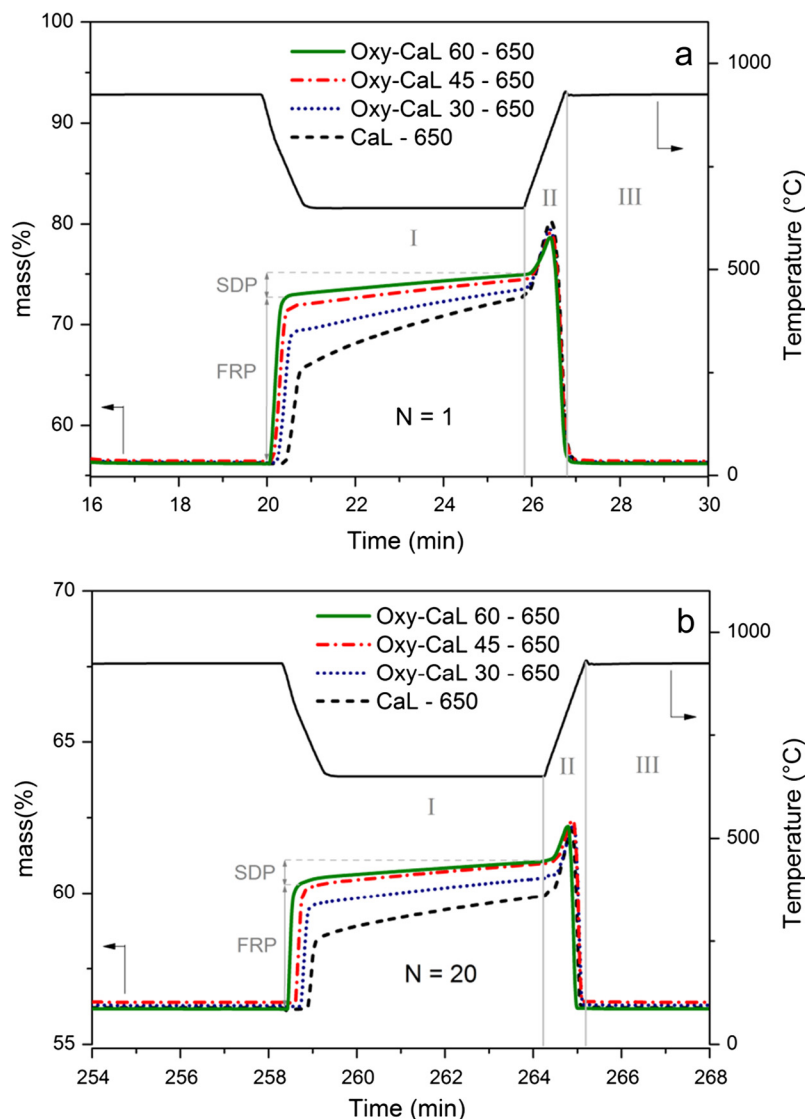 a
Oxy-CaL 60 - 650
Oxy-CaL 45 - 650
Oxy-CaL 30 - 650
CaL - 650
100
90
80
70
60
mass(%)
1000
500
0
Temperature (°C)
I
II
III
SDP
FRP
N = 1
16 18 20 22 24 26 28 30
Time (min)
b
Oxy-CaL 60 - 650
Oxy-CaL 45 - 650
Oxy-CaL 30 - 650
CaL - 650
70
65
60
55
mass(%)
1000
500
0
Temperature (°C)
I
II
III
SDP
FRP
N = 20
254 256 258 260 262 264 266 268
Time (min)